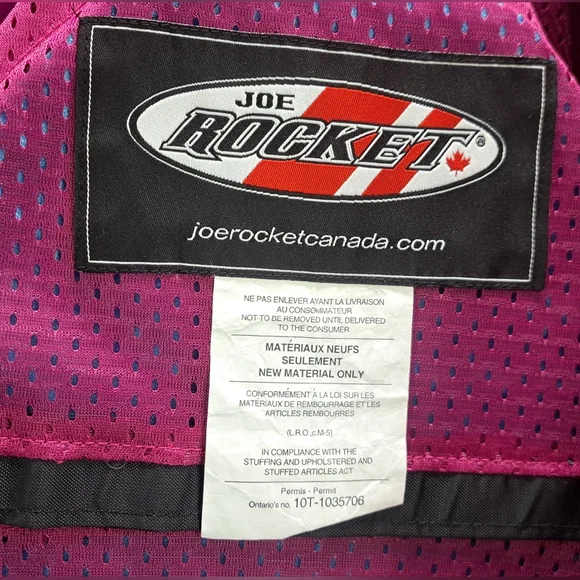 JOE
ROCKET®
joerocketcanada.com
NE PAS ENLEVER AVANT LA LIVRAISON
AU CONSOMMATEUR
NOT TO BE REMOVED UNTIL DELIVERED
TO THE CONSUMER
MATÉRIAUX NEUFS
SEULEMENT
NEW MATERIAL ONLY
CONFORMÉMENT À LA LOI SUR LES
MATÉRIAUX DE REMBOURRAGE ET LES
ARTICLES REMBOURRES
(L.R.O.,c.M-5)
IN COMPLIANCE WITH THE
STUFFING AND UPHOLSTERED AND
STUFFED ARTICLES ACT
Permis - Permit
Ontario's no. 10T-1035706